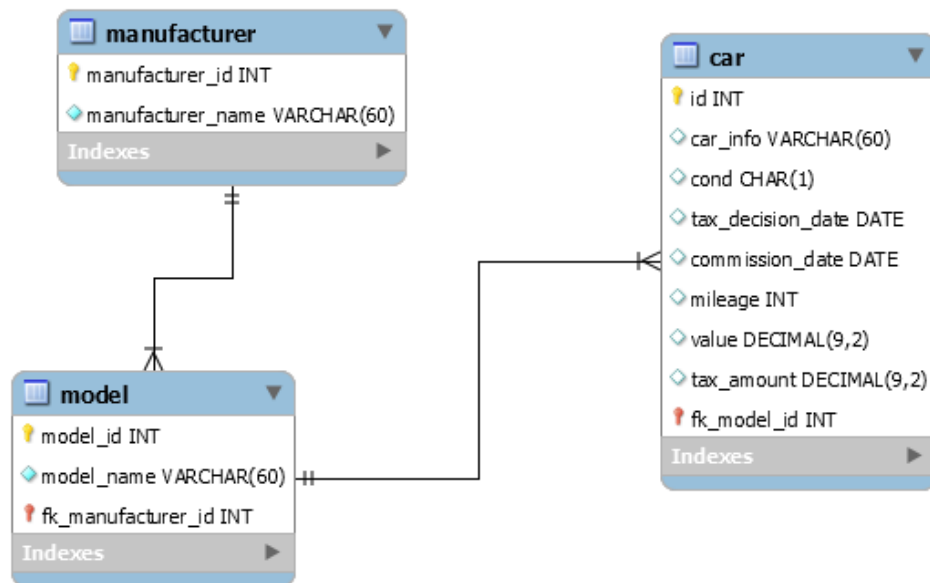 manufacturer
manufacturer_id INT
manufacturer_name VARCHAR(60)
Indexes
car
id INT
car_info VARCHAR(60)
cond CHAR(1)
tax_decision_date DATE
commission_date DATE
mileage INT
value DECIMAL(9,2)
tax_amount DECIMAL(9,2)
fk_model_id INT
Indexes
model
model_id INT
model_name VARCHAR(60)
fk_manufacturer_id INT
Indexes